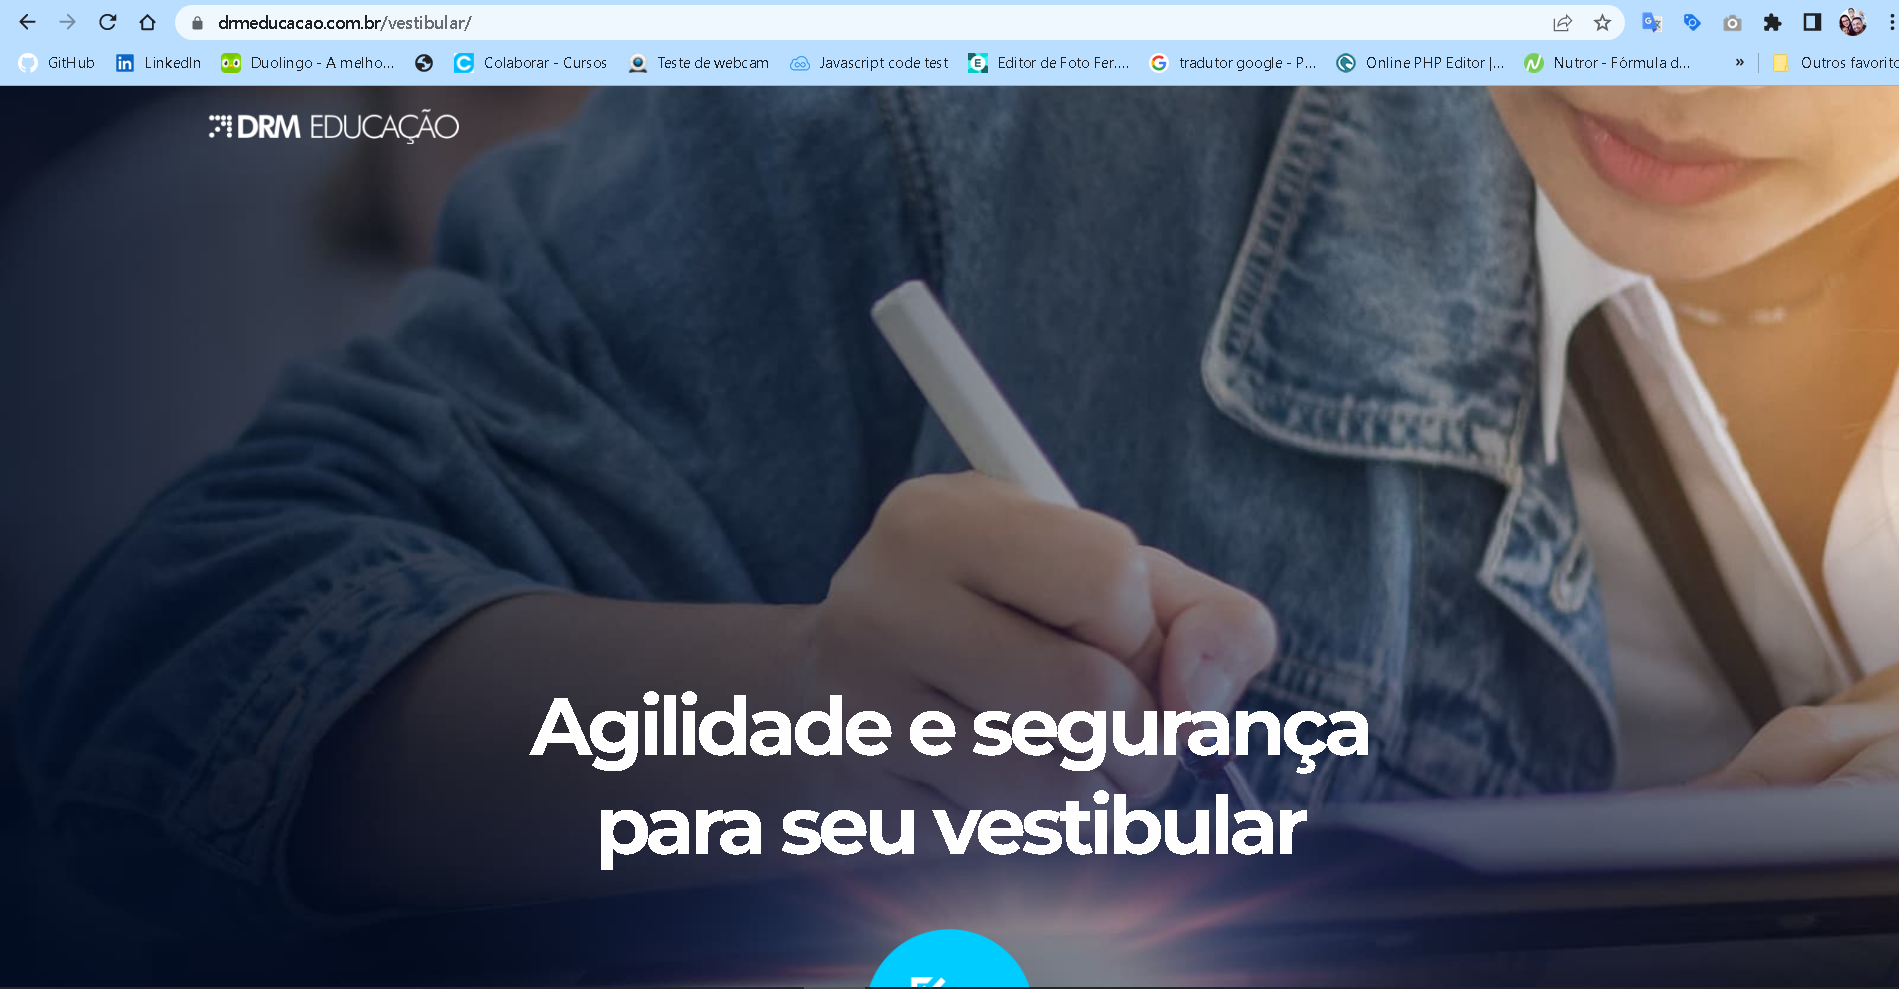 drmeducacao.com.br/vestibular/
GitHub LinkedIn Duolingo - A melho... Colaborar - Cursos Teste de webcam Javascript code test Editor de Foto Fer.... tradutor google - P... Online PHP Editor |... Nutror - Fórmula d... » Outros favorito
DRM EDUCAÇÃO
Agilidade e segurança
para seu vestibular